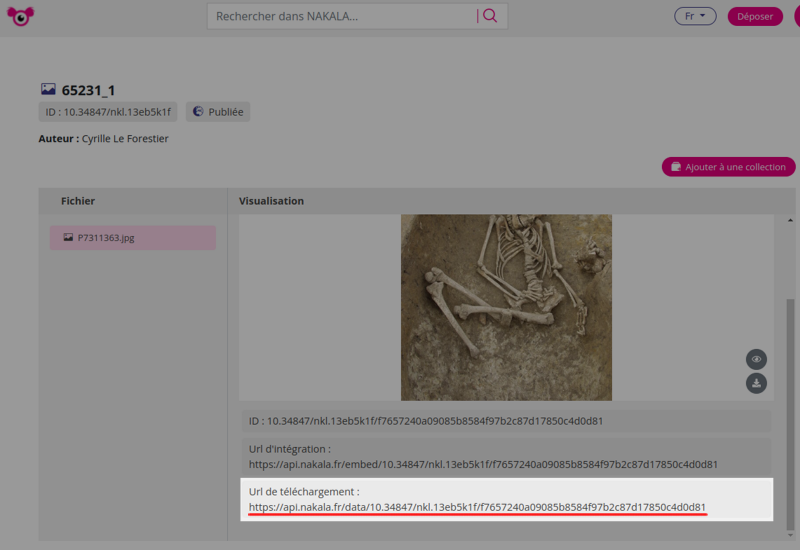 Rechercher dans NAKALA...
Fr
Déposer
65231_1
ID : 10.34847/nkl.13eb5k1f
Publiée
Auteur : Cyrille Le Forestier
Ajouter à une collection
Fichier
Visualisation
P7311363.jpg
ID : 10.34847/nkl.13eb5k1f/f7657240a09085b8584f97b2c87d17850c4d0d81
Url d'intégration :
https://api.nakala.fr/embed/10.34847/nkl.13eb5k1f/f7657240a09085b8584f97b2c87d17850c4d0d81
Url de téléchargement :
https://api.nakala.fr/data/10.34847/nkl.13eb5k1f/f7657240a09085b8584f97b2c87d17850c4d0d81